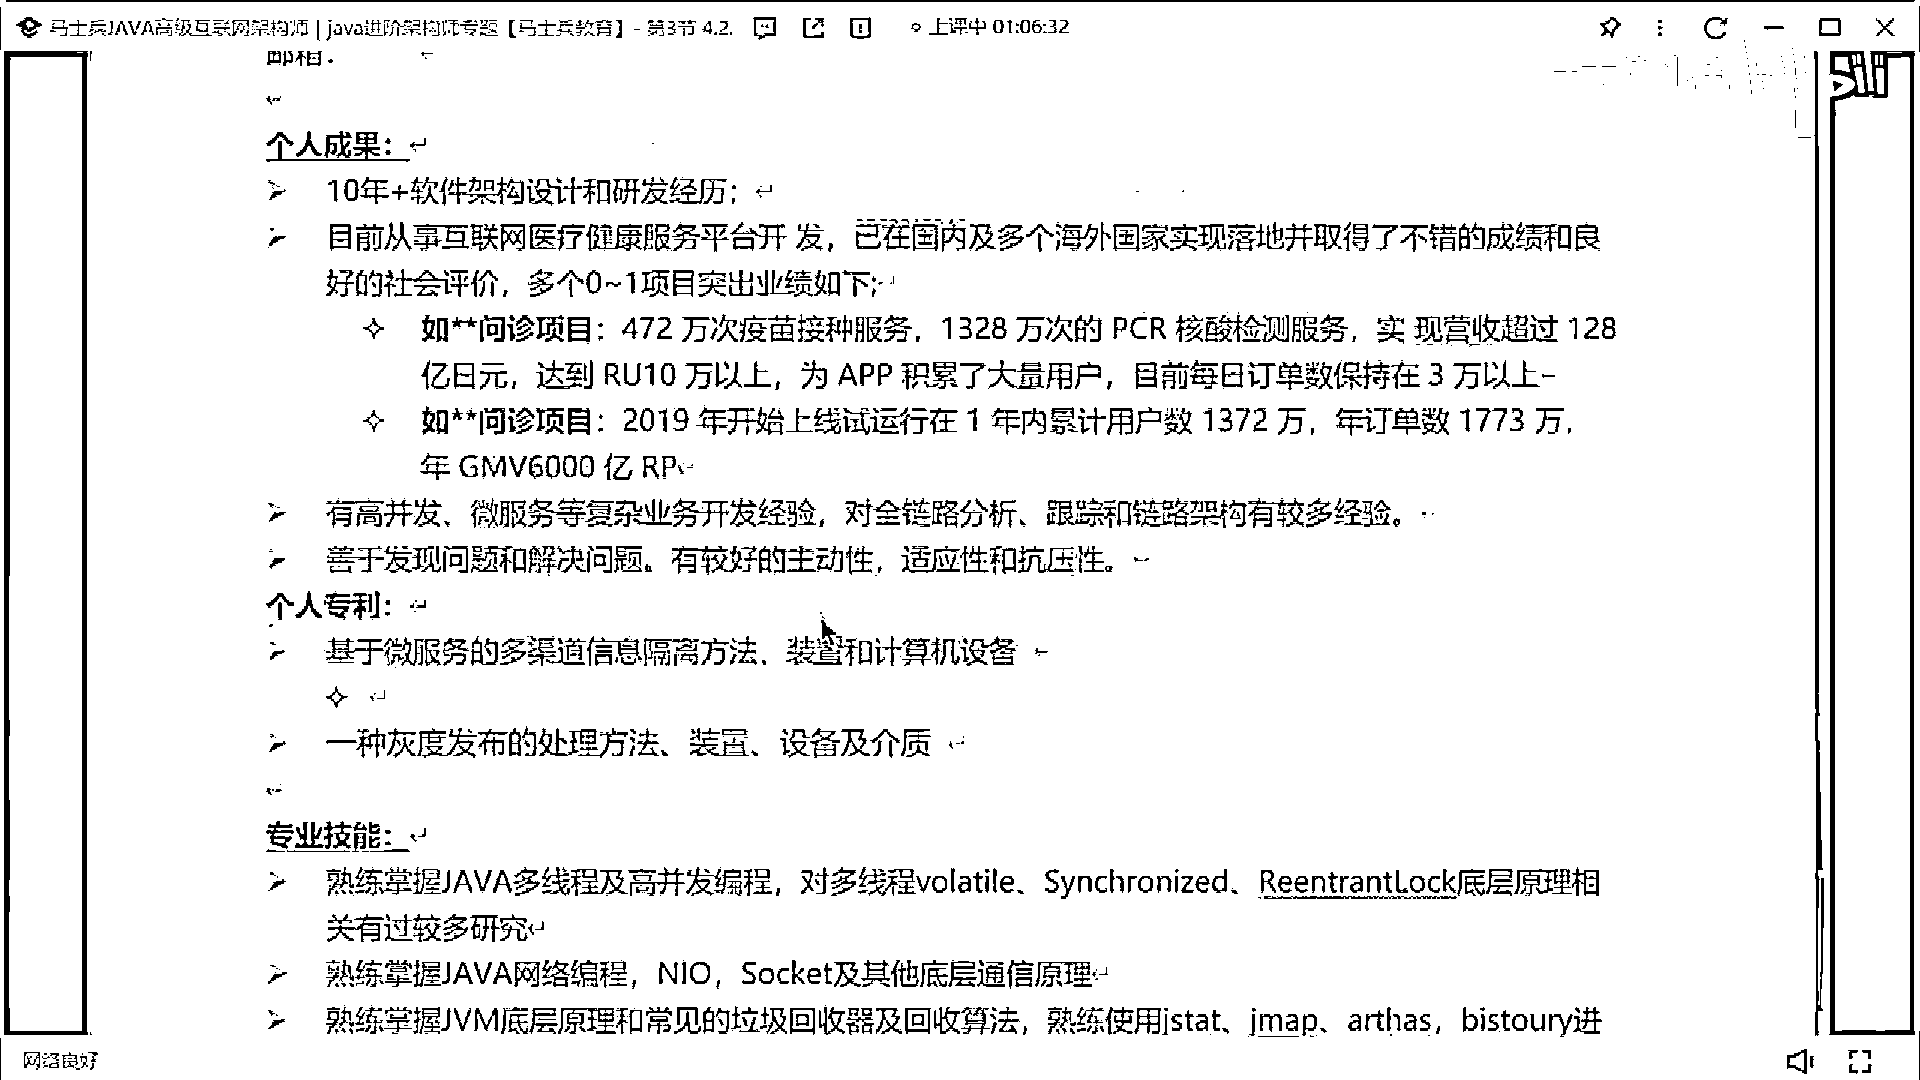 马士兵JAVA高级互联网架构师 | java进阶架构师专题【马士兵教育】 - 第3节 4.2. 上课中 01:06:32
邮箱：
个人成果：
10年+软件架构设计和研发经历；
目前从事互联网医疗健康服务平台开 发，已在国内及多个海外国家实现落地并取得了不错的成绩和良
好的社会评价，多个0~1项目突出业绩如下;
如**问诊项目：472 万次疫苗接种服务，1328 万次的 PCR 核酸检测服务，实 现营收超过 128
亿日元，达到 RU10 万以上，为 APP 积累了大量用户，目前每日订单数保持在 3 万以上
如**问诊项目：2019 年开始上线试运行在 1 年内累计用户数 1372 万，年订单数 1773 万，
年 GMV6000 亿 RP
有高并发、微服务等复杂业务开发经验，对全链路分析、跟踪和链路架构有较多经验。
善于发现问题和解决问题。有较好的主动性，适应性和抗压性。
个人专利：
基于微服务的多渠道信息隔离方法、装置和计算机设备
一种灰度发布的处理方法、装置、设备及介质
专业技能：
熟练掌握JAVA多线程及高并发编程，对多线程volatile、Synchronized、ReentrantLock底层原理相
关有过较多研究
熟练掌握JAVA网络编程，NIO，Socket及其他底层通信原理
熟练掌握JVM底层原理和常见的垃圾回收器及回收算法，熟练使用jstat、jmap、arthas，bistoury进
网络良好